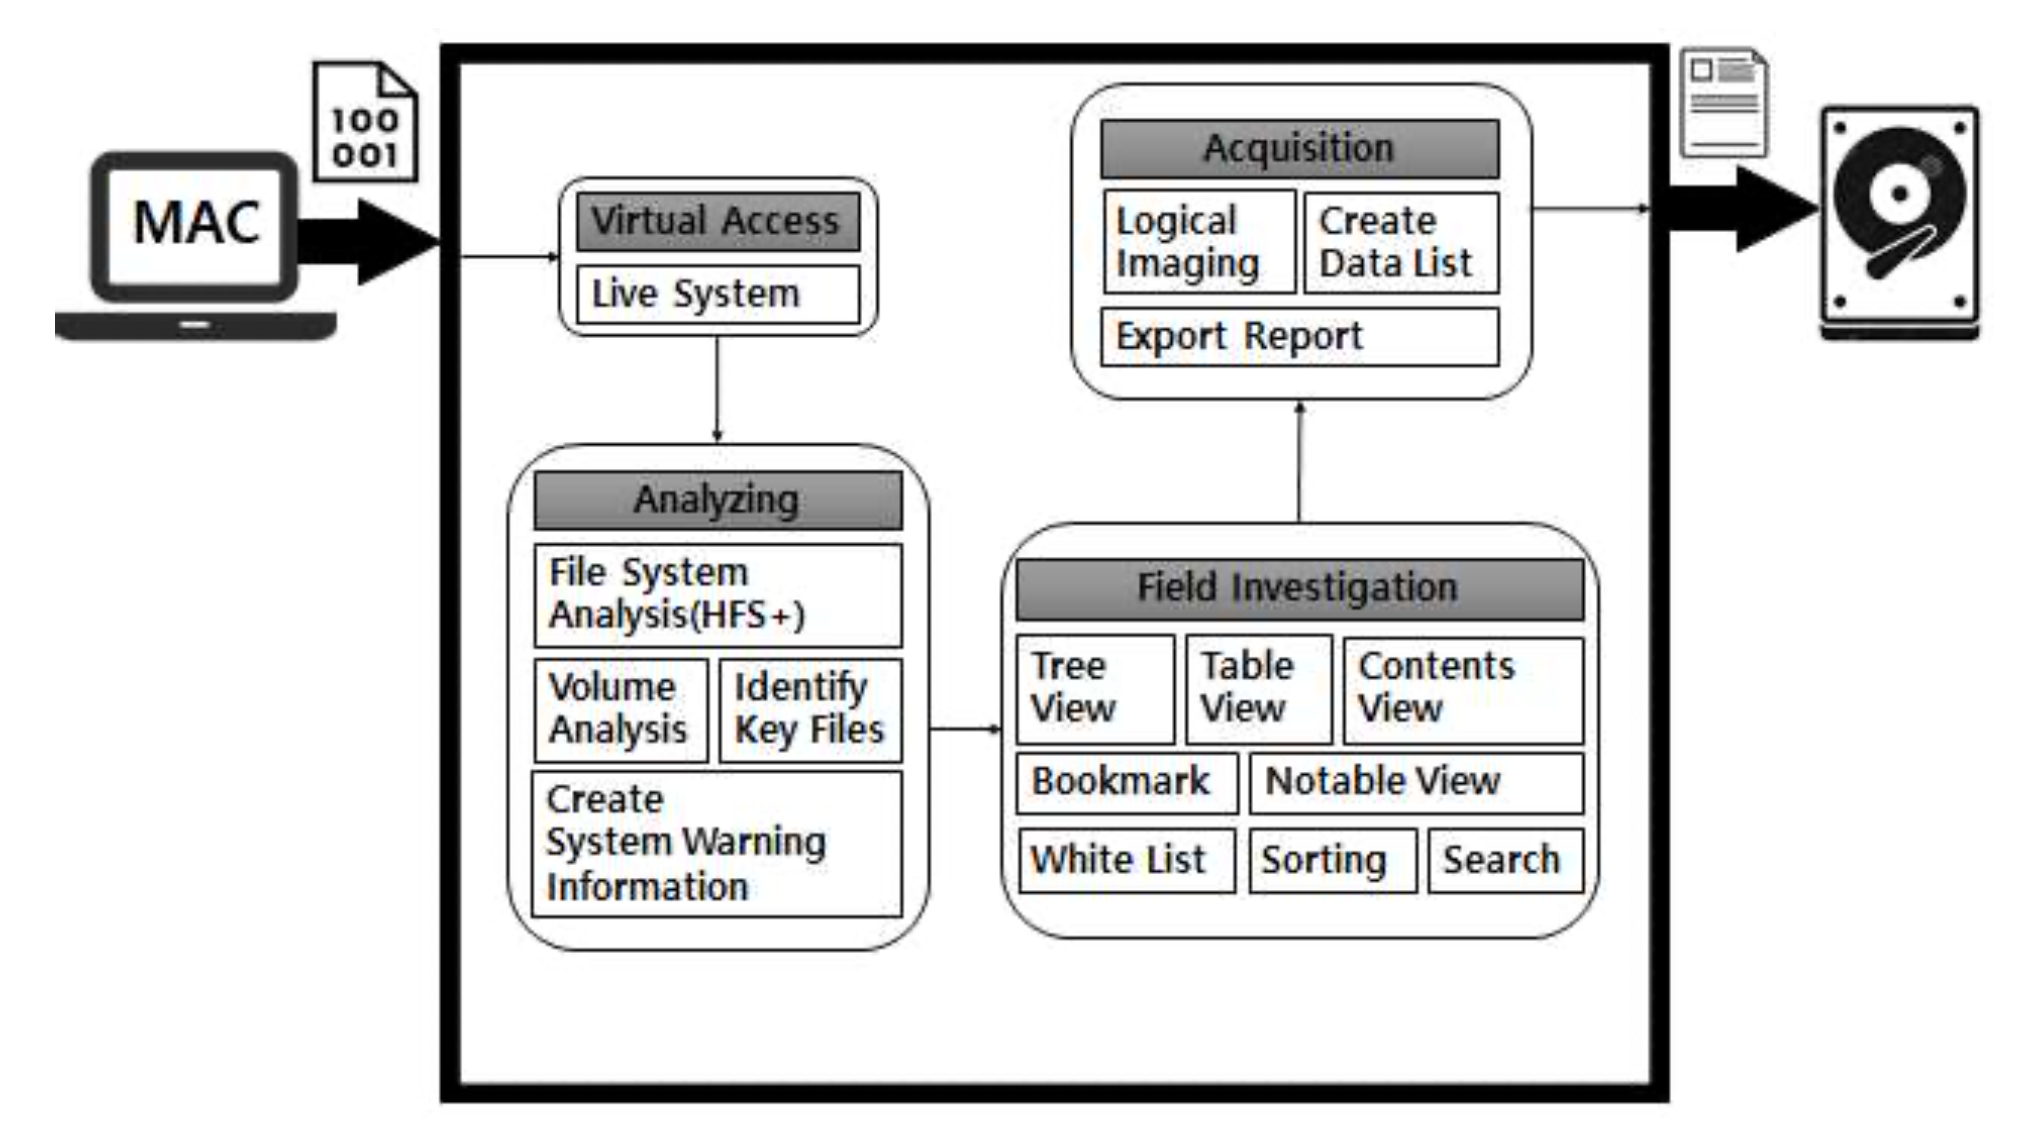 100
001
MAC
Virtual Access
Live System
Analyzing
File System
Analysis(HFS+)
Volume
Analysis
Identify
Key Files
Create
System Warning
Information
Field Investigation
Tree
View
Table
View
Contents
View
Bookmark
Notable View
White List
Sorting
Search
Acquisition
Logical
Imaging
Create
Data List
Export Report